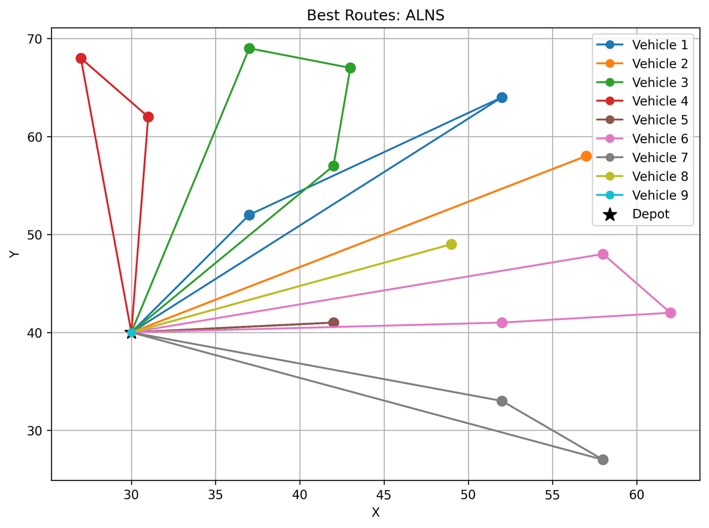 Best Routes: ALNS
70
60
50
40
30
Y
30
35
40
45
50
55
60
X
Vehicle 1
Vehicle 2
Vehicle 3
Vehicle 4
Vehicle 5
Vehicle 6
Vehicle 7
Vehicle 8
Vehicle 9
Depot